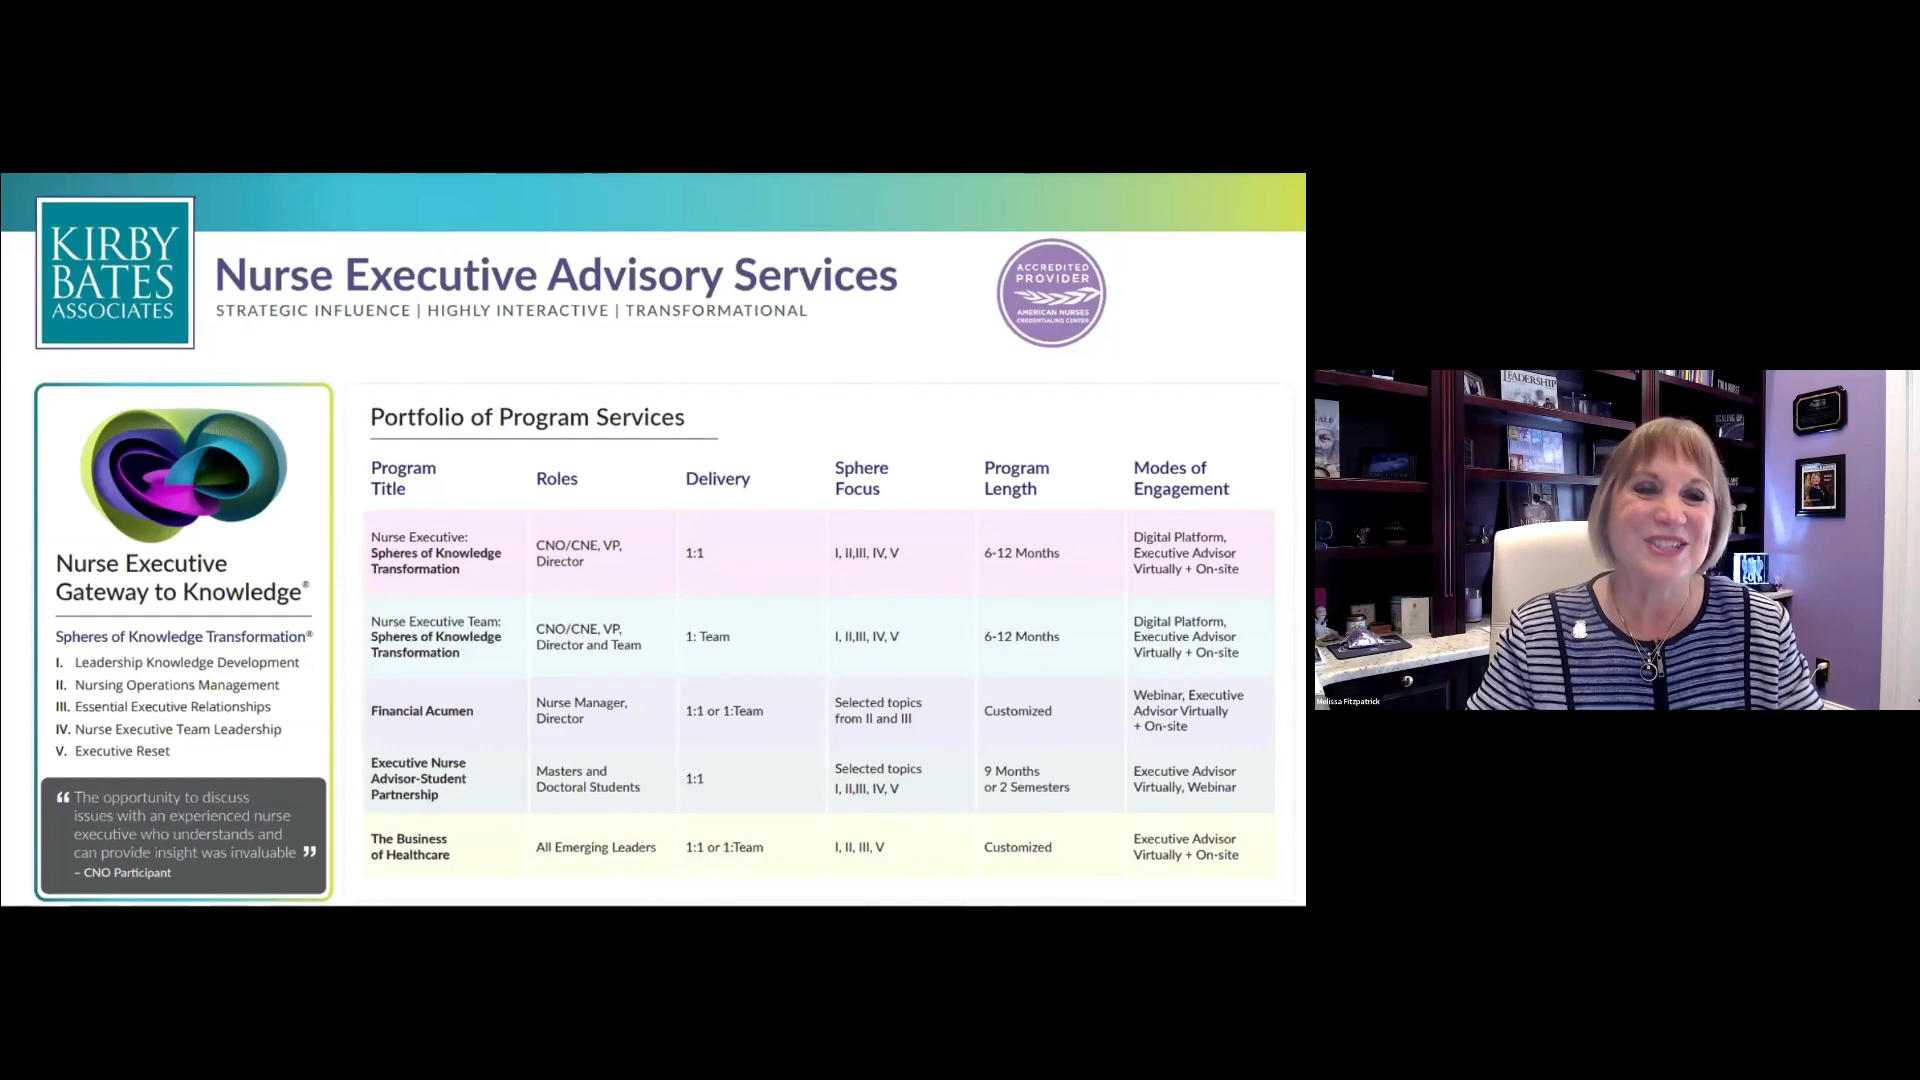 KIRBY
BATES
ASSOCIATES
Nurse Executive Advisory Services
STRATEGIC INFLUENCE | HIGHLY INTERACTIVE | TRANSFORMATIONAL
ACCREDITED
PROVIDER
AMERICAN NURSES
CREDENTIALING CENTER
Nurse Executive
Gateway to Knowledge®
Spheres of Knowledge Transformation®
I. Leadership Knowledge Development
II. Nursing Operations Management
III. Essential Executive Relationships
IV. Nurse Executive Team Leadership
V. Executive Reset
“ The opportunity to discuss
issues with an experienced nurse
executive who understands and
can provide insight was invaluable ”
– CNO Participant
Portfolio of Program Services
Program
Title
Roles
Delivery
Sphere
Focus
Program
Length
Modes of
Engagement
Nurse Executive:
Spheres of Knowledge
Transformation
CNO/CNE, VP,
Director
1:1
I, II,III, IV, V
6-12 Months
Digital Platform,
Executive Advisor
Virtually + On-site
Nurse Executive Team:
Spheres of Knowledge
Transformation
CNO/CNE, VP,
Director and Team
1: Team
I, II,III, IV, V
6-12 Months
Digital Platform,
Executive Advisor
Virtually + On-site
Financial Acumen
Nurse Manager,
Director
1:1 or 1:Team
Selected topics
from II and III
Customized
Webinar, Executive
Advisor Virtually
+ On-site
Executive Nurse
Advisor-Student
Partnership
Masters and
Doctoral Students
1:1
Selected topics
I, II,III, IV, V
9 Months
or 2 Semesters
Executive Advisor
Virtually, Webinar
The Business
of Healthcare
All Emerging Leaders
1:1 or 1:Team
I, II, III, V
Customized
Executive Advisor
Virtually + On-site
LEADERSHIP
SCALING UP
NURSE
Melissa Fitzpatrick